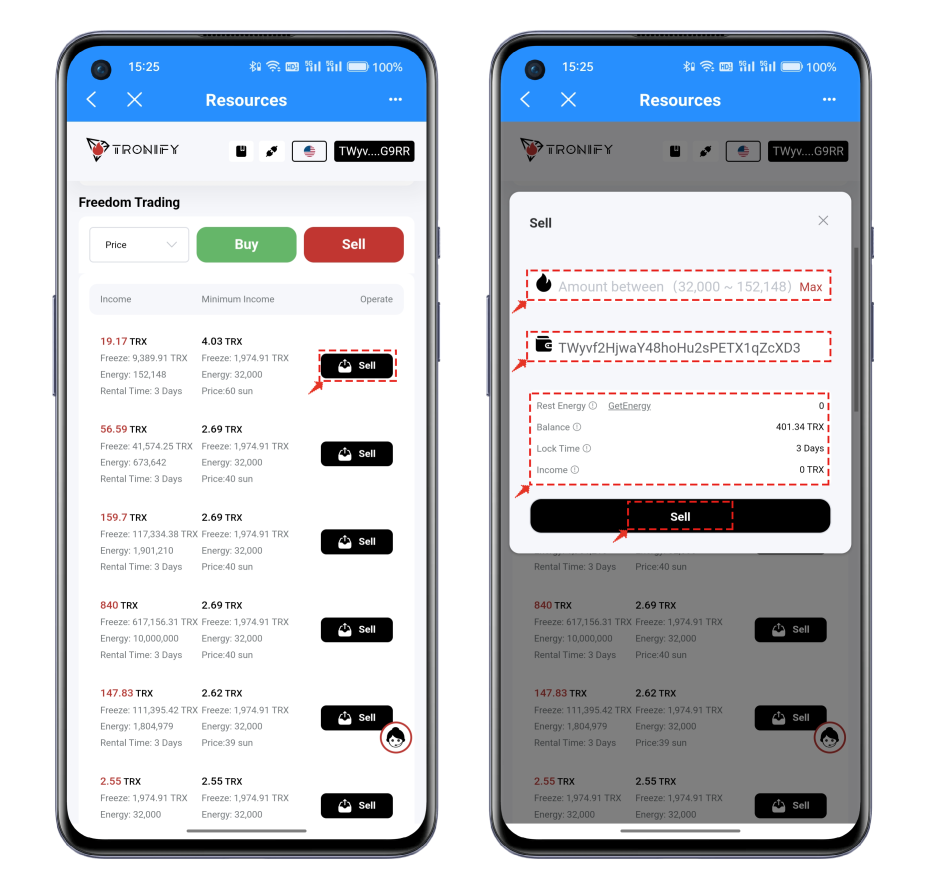 15:25
100%
Resources
TRONIFY
TWyv....G9RR
Freedom Trading
Price
Buy
Sell
Income
Minimum Income
Operate
19.17 TRX
4.03 TRX
Freeze: 9,389.91 TRX
Freeze: 1,974.91 TRX
Energy: 152,148
Energy: 32,000
Rental Time: 3 Days
Price:60 sun
Sell
56.59 TRX
2.69 TRX
Freeze: 41,574.25 TRX
Freeze: 1,974.91 TRX
Energy: 673,642
Energy: 32,000
Rental Time: 3 Days
Price:40 sun
Sell
159.7 TRX
2.69 TRX
Freeze: 117,334.38 TRX
Freeze: 1,974.91 TRX
Energy: 1,901,210
Energy: 32,000
Rental Time: 3 Days
Price:40 sun
Sell
840 TRX
2.69 TRX
Freeze: 617,156.31 TRX
Freeze: 1,974.91 TRX
Energy: 10,000,000
Energy: 32,000
Rental Time: 3 Days
Price:40 sun
Sell
147.83 TRX
2.62 TRX
Freeze: 111,395.42 TRX
Freeze: 1,974.91 TRX
Energy: 1,804,979
Energy: 32,000
Rental Time: 3 Days
Price:39 sun
Sell
2.55 TRX
2.55 TRX
Freeze: 1,974.91 TRX
Freeze: 1,974.91 TRX
Energy: 32,000
Energy: 32,000
Sell
15:25
100%
Resources
TRONIFY
TWyv....G9RR
Sell
Amount between（32,000 ~ 152,148）Max
TWyvf2HjwaY48hoHu2sPETX1qZcXD3
Rest Energy GetEnergy 0
Balance 401.34 TRX
Lock Time 3 Days
Income 0 TRX
Sell
Rental Time: 3 Days
Price:40 sun
840 TRX
2.69 TRX
Freeze: 617,156.31 TRX
Freeze: 1,974.91 TRX
Energy: 10,000,000
Energy: 32,000
Rental Time: 3 Days
Price:40 sun
Sell
147.83 TRX
2.62 TRX
Freeze: 111,395.42 TRX
Freeze: 1,974.91 TRX
Energy: 1,804,979
Energy: 32,000
Rental Time: 3 Days
Price:39 sun
Sell
2.55 TRX
2.55 TRX
Freeze: 1,974.91 TRX
Freeze: 1,974.91 TRX
Energy: 32,000
Energy: 32,000
Sell